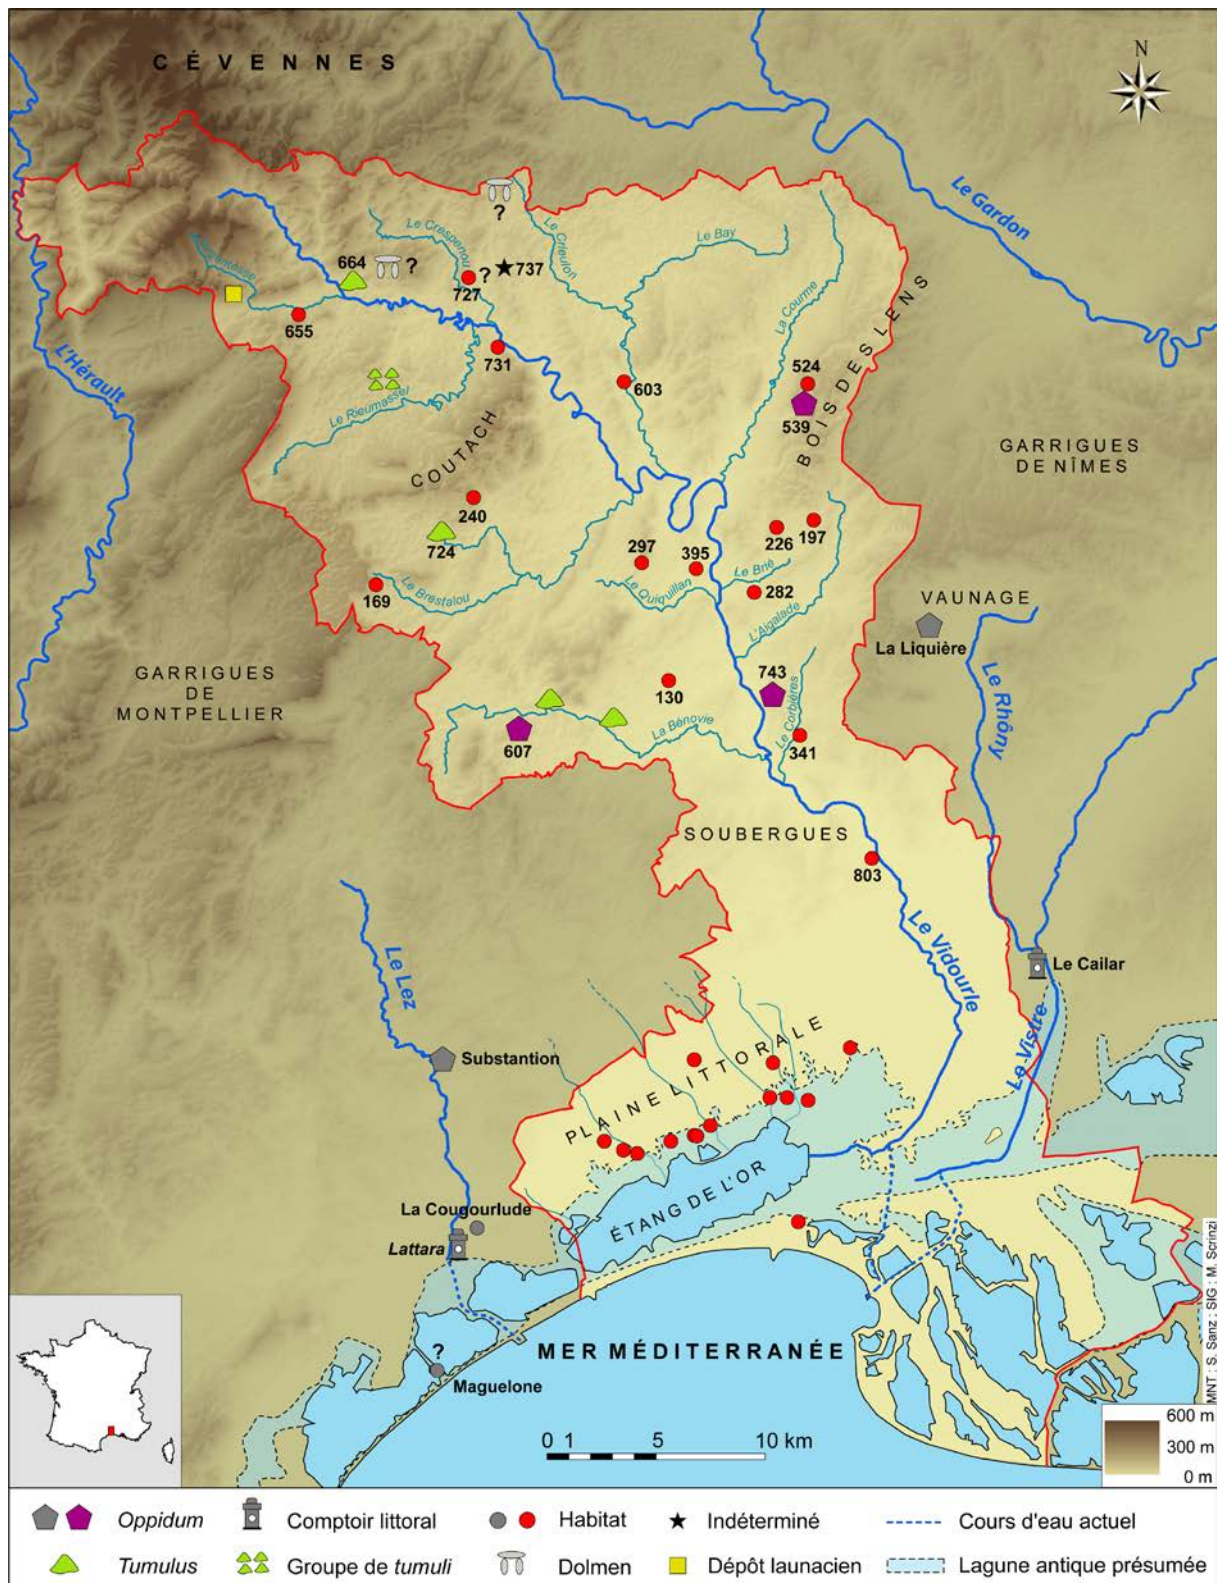 CÉVENNES
N
Le Gardon
?
Le Crespenou
Le Crieulon
Le Bay
664
?
?
737
727
La Courme
655
L'Hérault
731
524
603
539
BOIS DES LENS
Le Rieumassel
COUTACH
GARRIGUES
DE NÎMES
240
724
297
395
226
197
Le Brié
Le Quiquillan
282
169
Le Brestalou
L'Aigalade
VAUNAGE
La Liquière
GARRIGUES
DE
MONTPELLIER
743
130
Le Corbières
La Bénovie
607
341
Le Rhôny
SOUBERGUES
803
Le Lez
Le Vidourle
Le Cailar
Le Vistre
Substantion
PLAINE LITTORALE
ÉTANG DE L'OR
La Cougourlude
Lattara
MER MÉDITERRANÉE
?
Maguelone
0 1 5 10 km
600 m
300 m
0 m
MNT : S. Sanz ; SIG : M. Scrinzi
Oppidum
Comptoir littoral
Habitat
Indéterminé
Cours d'eau actuel
Tumulus
Groupe de tumuli
Dolmen
Dépôt launacien
Lagune antique présumée